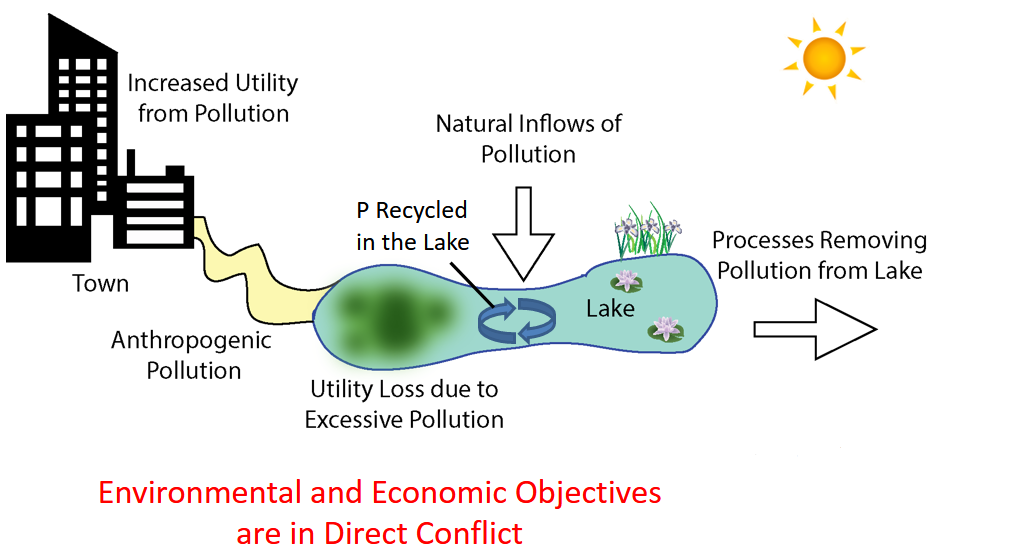 Increased Utility
from Pollution
Natural Inflows of
Pollution
P Recycled
in the Lake
Processes Removing
Pollution from Lake
Town
Lake
Anthropogenic
Pollution
Utility Loss due to
Excessive Pollution
Environmental and Economic Objectives
are in Direct Conflict